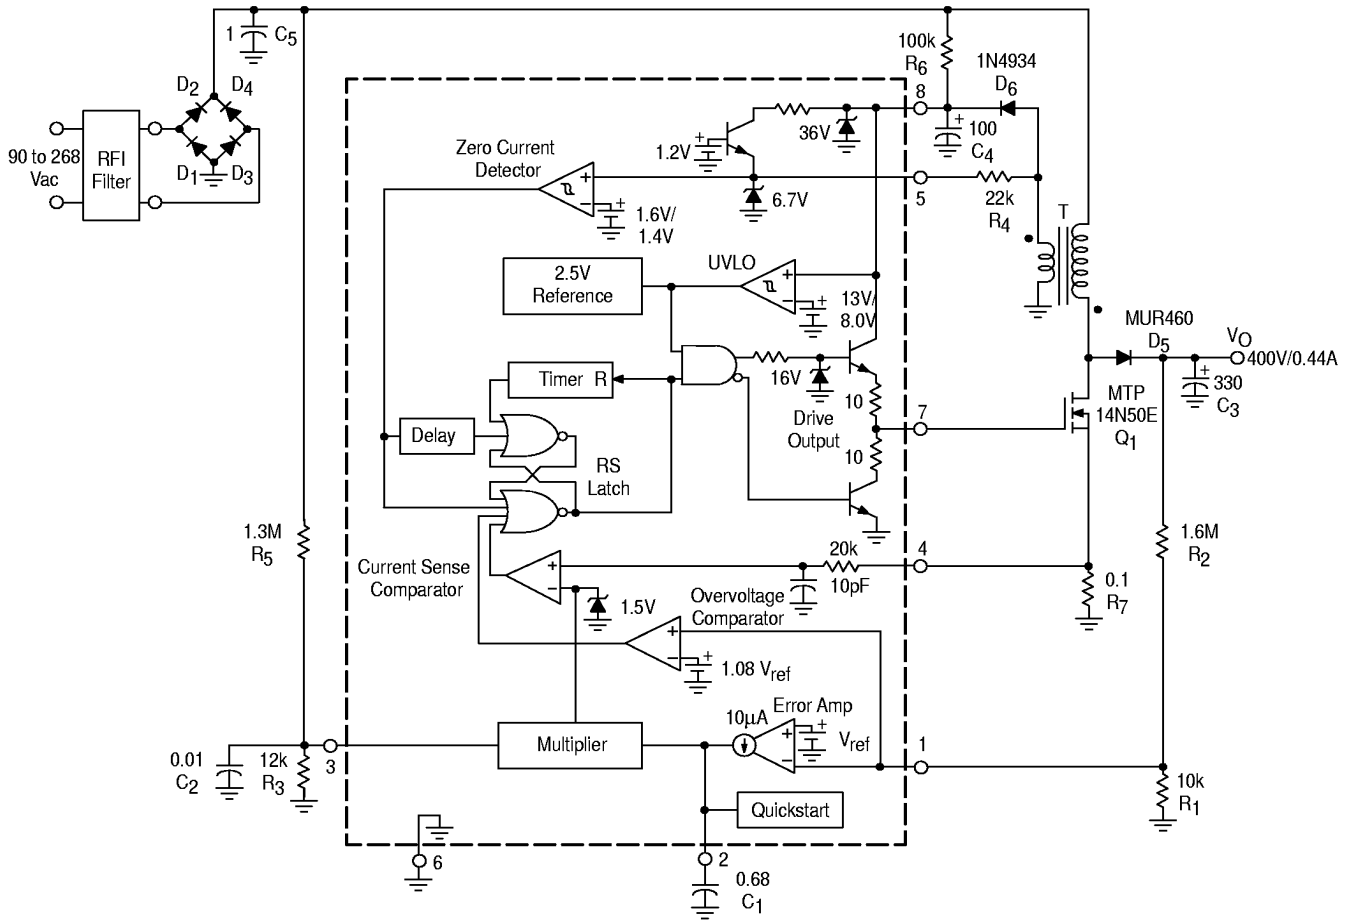 1
C5
100k
R6
1N4934
D6
8
D2
D4
100
C4
36V
1.2V
Zero Current
Detector
90 to 268
Vac
RFI
Filter
D1
D3
+
−
1.6V/
1.4V
6.7V
5
22k
R4
T
2.5V
Reference
UVLO
+
−
13V/
8.0V
MUR460
D5
VO
400V/0.44A
Timer R
16V
10
330
C3
MTP
14N50E
Q1
Drive
Output
7
Delay
10
RS
Latch
1.3M
R5
1.6M
R2
20k
10pF
4
Current Sense
Comparator
+
−
1.5V
0.1
R7
Overvoltage
Comparator
+
−
1.08 Vref
Error Amp
10μA
+
−
Vref
1
Multiplier
0.01
C2
12k
R3
3
10k
R1
Quickstart
6
2
0.68
C1